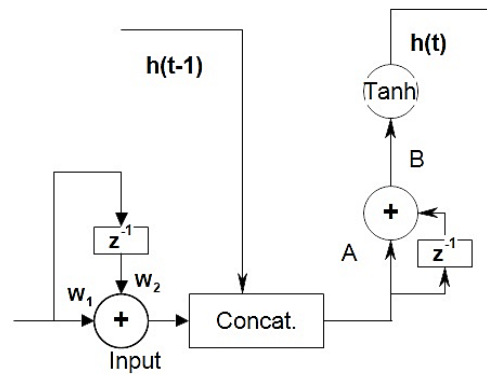 h(t-1)
h(t)
Tanh
B
+
z⁻¹
A
z⁻¹
w₁
w₂
+
Concat.
Input